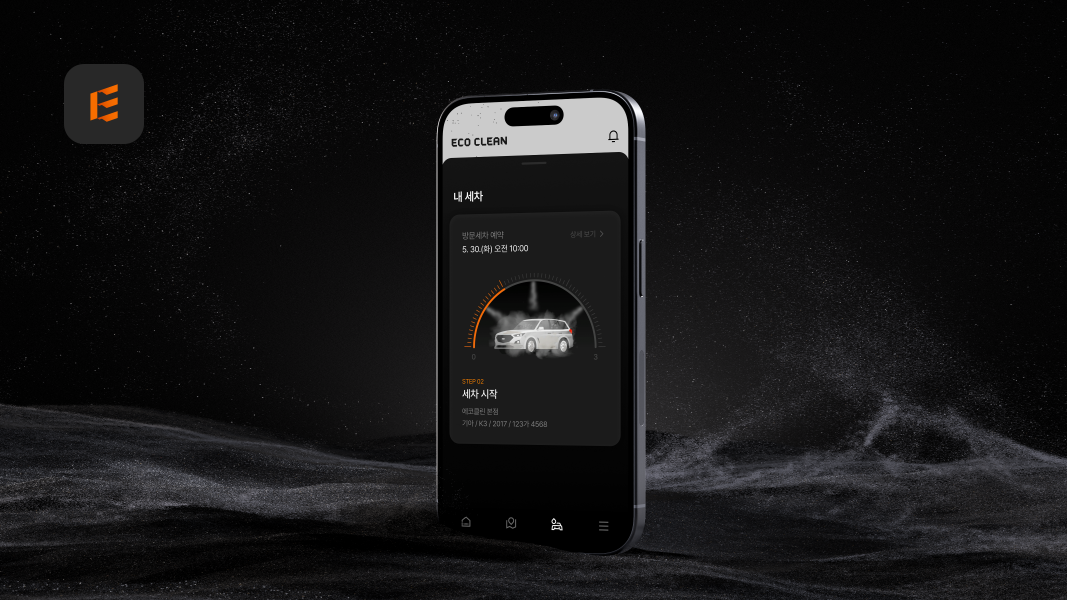 ECO CLEAN
내 세차
방문세차 예약
상세 보기
5. 30.(화) 오전 10:00
0
3
STEP 02
세차 시작
에코클린 본점
기아 / K3 / 2017 / 123가 4568